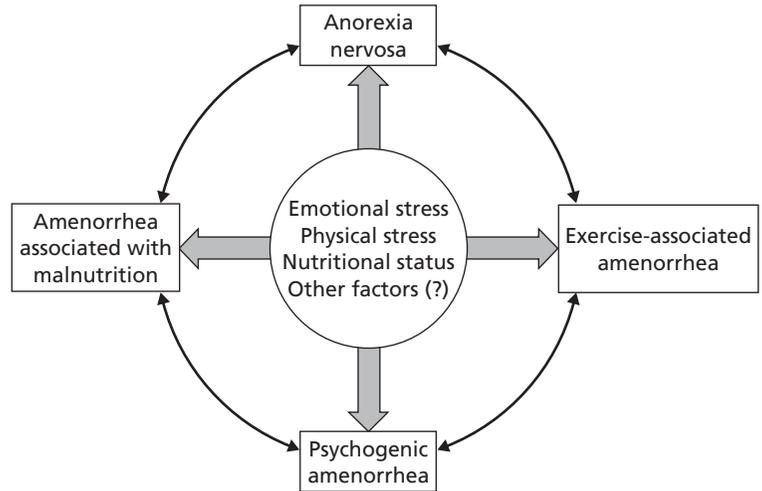 Anorexia
nervosa
Emotional stress
Physical stress
Nutritional status
Other factors (?)
Amenorrhea
associated with
malnutrition
Exercise-associated
amenorrhea
Psychogenic
amenorrhea